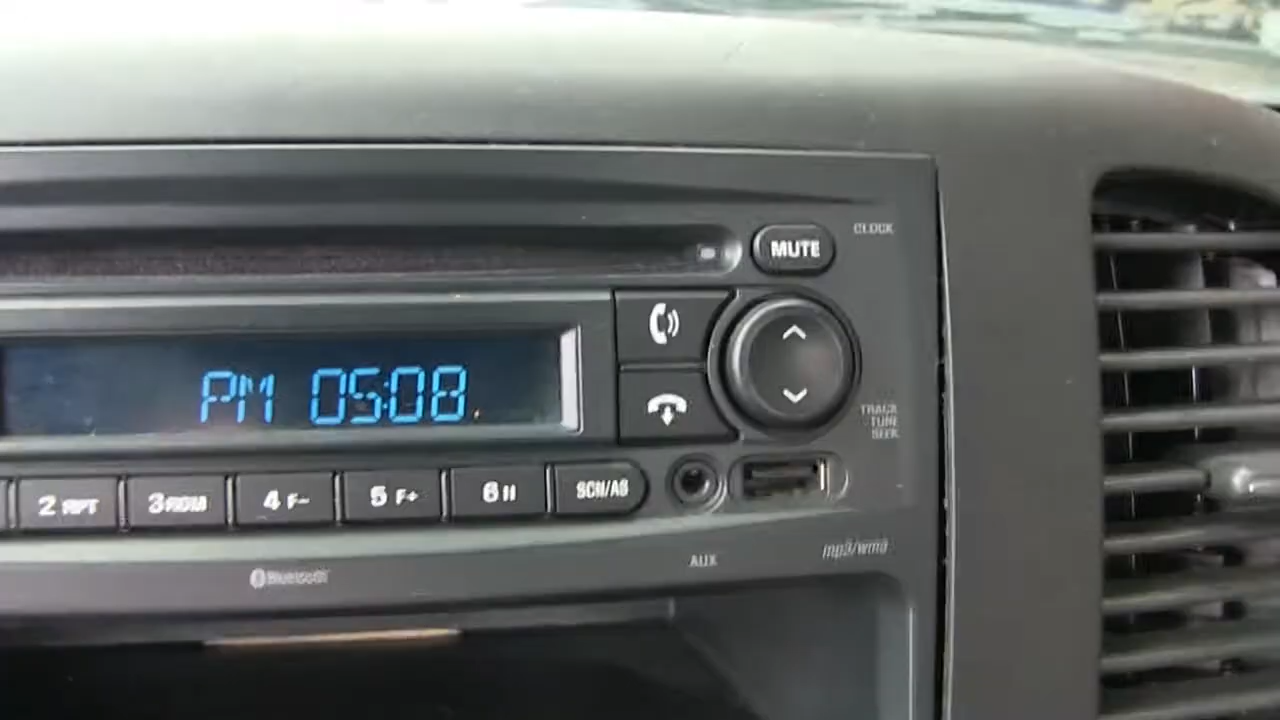 CLOCK
MUTE
PM 05:08
TRACK
TUNE
SEEK
2 RPT
3 RDM
4 F-
5 F+
6
SCN/AS
AUX
mp3/wma
Bluetooth